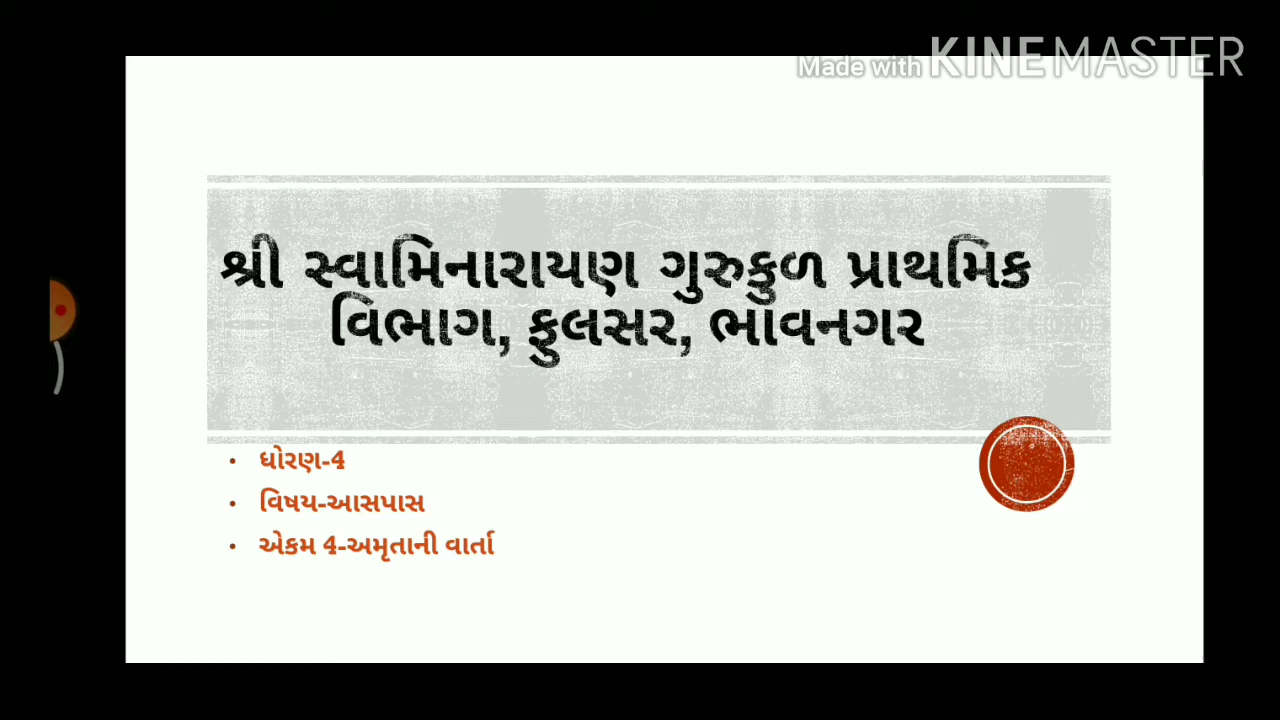 Made with KINEMASTER
શ્રી સ્વામિનારાયણ ગુરુકુળ પ્રાથમિક
વિભાગ, ફુલસર, ભાવનગર
• ધોરણ-4
• વિષય-આસપાસ
• એકમ 4-અમૃતાની વાર્તા